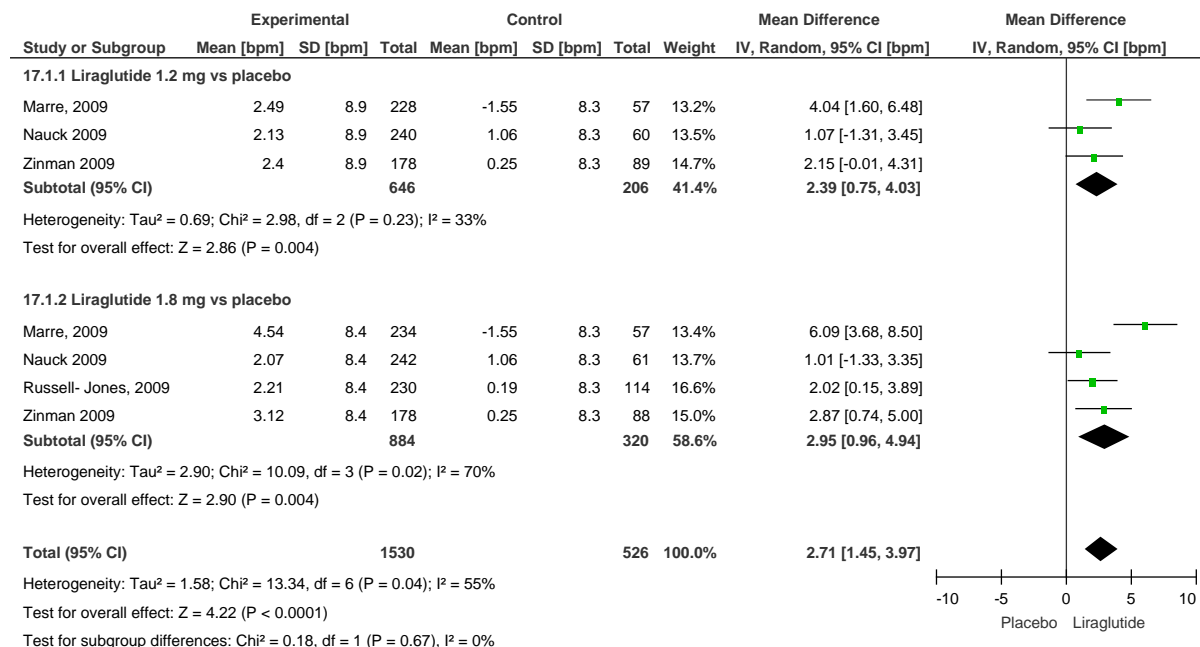 Experimental Control Mean Difference Mean Difference
Study or Subgroup Mean [bpm] SD [bpm] Total Mean [bpm] SD [bpm] Total Weight IV, Random, 95% CI [bpm] IV, Random, 95% CI [bpm]
17.1.1 Liraglutide 1.2 mg vs placebo
Marre, 2009 2.49 8.9 228 -1.55 8.3 57 13.2% 4.04 [1.60, 6.48]
Nauck 2009 2.13 8.9 240 1.06 8.3 60 13.5% 1.07 [-1.31, 3.45]
Zinman 2009 2.4 8.9 178 0.25 8.3 89 14.7% 2.15 [-0.01, 4.31]
Subtotal (95% CI) 646 206 41.4% 2.39 [0.75, 4.03]
Heterogeneity: Tau² = 0.69; Chi² = 2.98, df = 2 (P = 0.23); I² = 33%
Test for overall effect: Z = 2.86 (P = 0.004)
17.1.2 Liraglutide 1.8 mg vs placebo
Marre, 2009 4.54 8.4 234 -1.55 8.3 57 13.4% 6.09 [3.68, 8.50]
Nauck 2009 2.07 8.4 242 1.06 8.3 61 13.7% 1.01 [-1.33, 3.35]
Russell- Jones, 2009 2.21 8.4 230 0.19 8.3 114 16.6% 2.02 [0.15, 3.89]
Zinman 2009 3.12 8.4 178 0.25 8.3 88 15.0% 2.87 [0.74, 5.00]
Subtotal (95% CI) 884 320 58.6% 2.95 [0.96, 4.94]
Heterogeneity: Tau² = 2.90; Chi² = 10.09, df = 3 (P = 0.02); I² = 70%
Test for overall effect: Z = 2.90 (P = 0.004)
Total (95% CI) 1530 526 100.0% 2.71 [1.45, 3.97]
Heterogeneity: Tau² = 1.58; Chi² = 13.34, df = 6 (P = 0.04); I² = 55%
Test for overall effect: Z = 4.22 (P < 0.0001)
Test for subgroup differences: Chi² = 0.18, df = 1 (P = 0.67), I² = 0%
-10 -5 0 5 10
Placebo Liraglutide